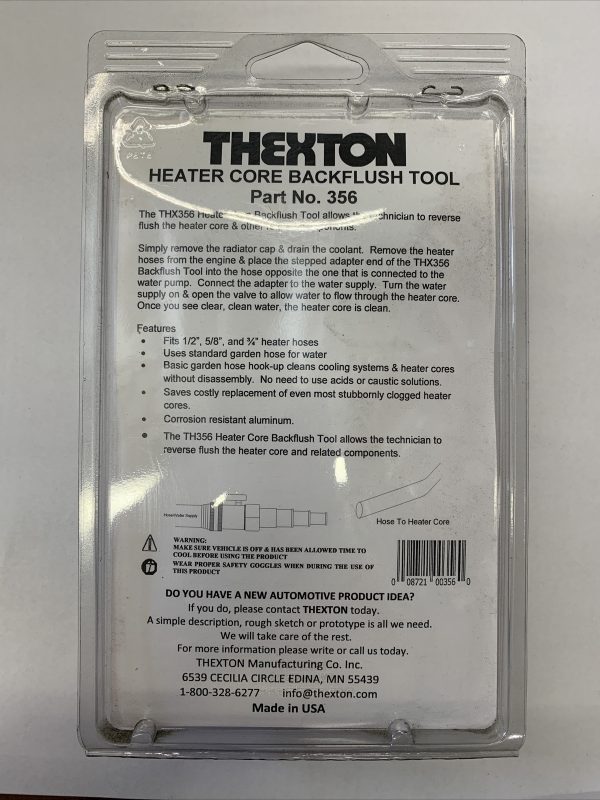 THEXTON
HEATER CORE BACKFLUSH TOOL
Part No. 356
The THX356 Backflush Tool allows technician to reverse
flush the heater core & other
Simply remove the radiator cap & drain the coolant. Remove the heater
hoses from the engine & place the stepped adapter end of the THX356
Backflush Tool into the hose opposite the one that is connected to the
water pump. Connect the adapter to the water supply. Turn the water
supply on & open the valve to allow water to flow through the heater core.
Once you see clear, clean water, the heater core is clean.
Features
• Fits 1/2", 5/8", and ¾" heater hoses
• Uses standard garden hose for water
• Basic garden hose hook-up cleans cooling systems & heater cores
without disassembly. No need to use acids or caustic solutions.
• Saves costly replacement of even most stubbornly clogged heater
cores.
• Corrosion resistant aluminum.
• The TH356 Heater Core Backflush Tool allows the technician to
reverse flush the heater core and related components.
Hose/Water Supply
Hose To Heater Core
WARNING:
MAKE SURE VEHICLE IS OFF & HAS BEEN ALLOWED TIME TO
COOL BEFORE USING THE PRODUCT
WEAR PROPER SAFETY GOGGLES WHEN DURING THE USE OF
THIS PRODUCT
0 08721 00356 0
DO YOU HAVE A NEW AUTOMOTIVE PRODUCT IDEA?
If you do, please contact THEXTON today.
A simple description, rough sketch or prototype is all we need.
We will take care of the rest.
For more information please write or call us today.
THEXTON Manufacturing Co. Inc.
6539 CECILIA CIRCLE EDINA, MN 55439
1-800-328-6277 info@thexton.com
Made in USA